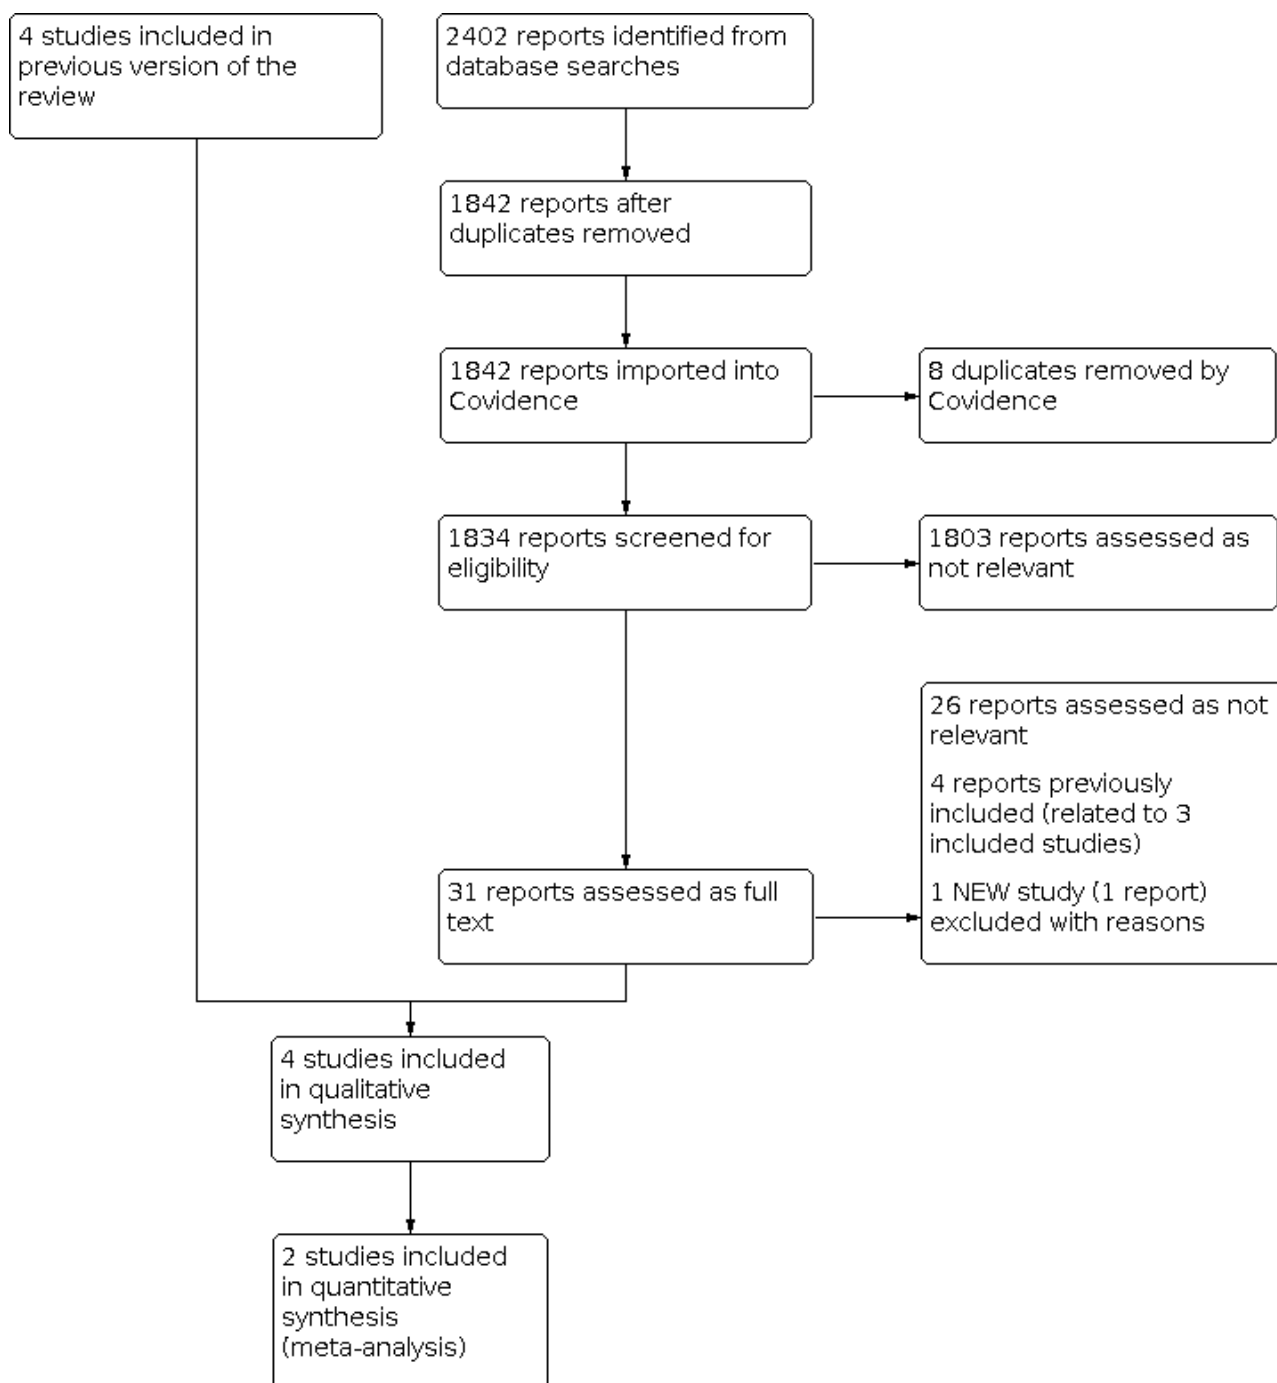 4 studies included in
previous version of the
review
2402 reports identified from
database searches
1842 reports after
duplicates removed
1842 reports imported into
Covidence
8 duplicates removed by
Covidence
1834 reports screened for
eligibility
1803 reports assessed as
not relevant
26 reports assessed as not
relevant
4 reports previously
included (related to 3
included studies)
1 NEW study (1 report)
excluded with reasons
31 reports assessed as full
text
4 studies included
in qualitative
synthesis
2 studies included
in quantitative
synthesis
(meta-analysis)